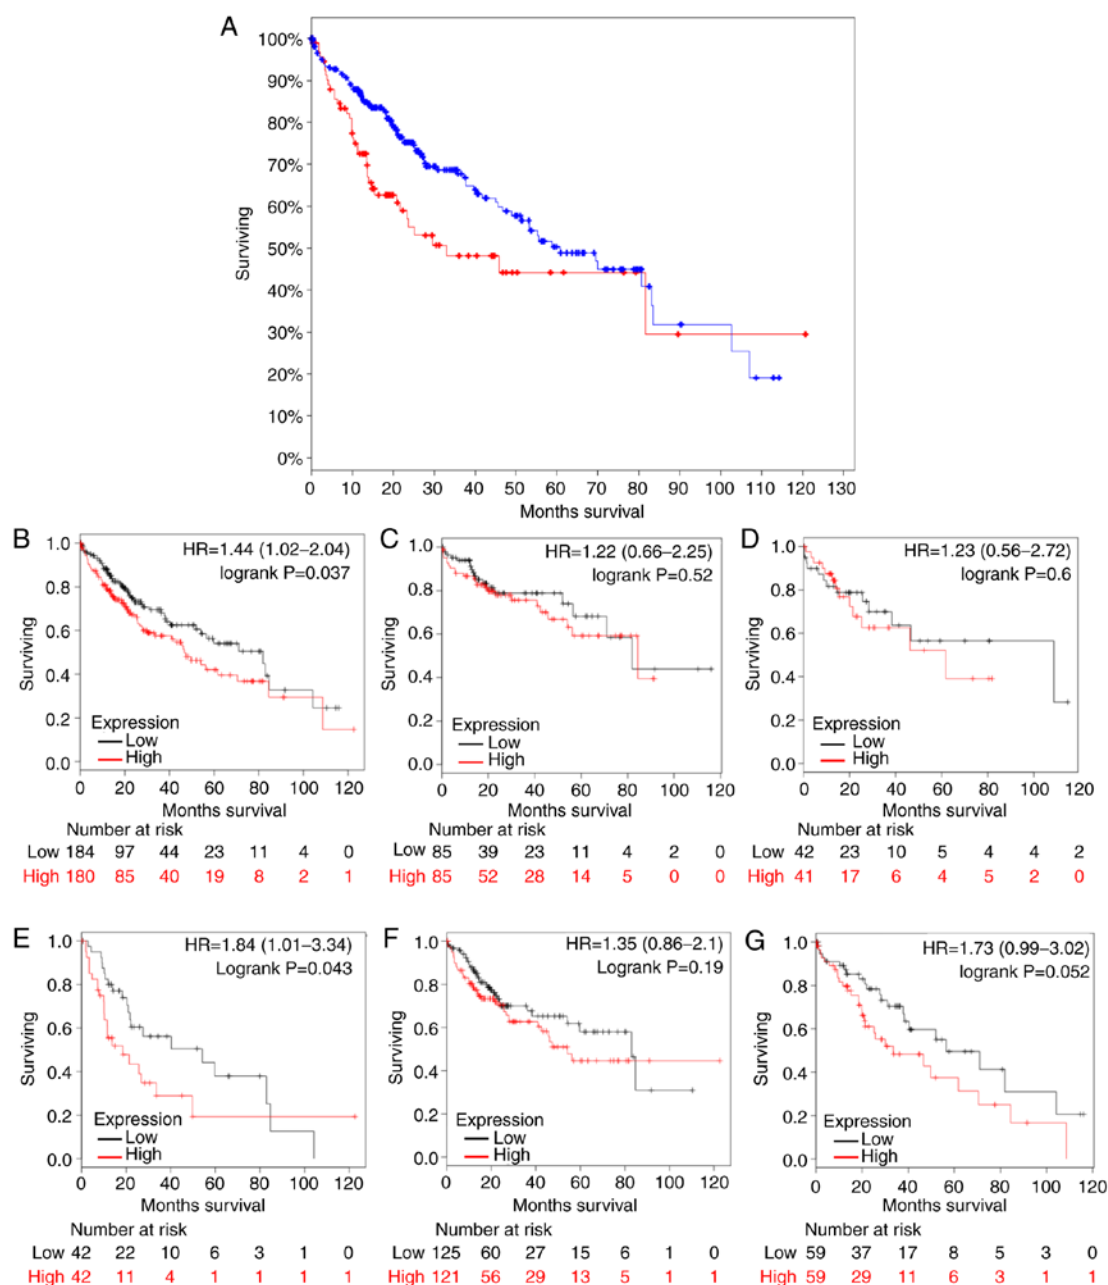 A
100%
90%
80%
70%
60%
50%
40%
30%
20%
10%
0%
Surviving
0 10 20 30 40 50 60 70 80 90 100 110 120 130
Months survival
B
HR=1.44 (1.02–2.04)
logrank P=0.037
1.0
0.8
0.6
0.4
0.2
0.0
Surviving
Expression
Low
High
0 20 40 60 80 100 120
Months survival
Number at risk
Low 184 97 44 23 11 4 0
High 180 85 40 19 8 2 1
C
HR=1.22 (0.66–2.25)
logrank P=0.52
1.0
0.8
0.6
0.4
0.2
0.0
Surviving
Expression
Low
High
0 20 40 60 80 100 120
Months survival
Number at risk
Low 85 39 23 11 4 2 0
High 85 52 28 14 5 0 0
D
HR=1.23 (0.56–2.72)
logrank P=0.6
1.0
0.8
0.6
0.4
0.2
0.0
Surviving
Expression
Low
High
0 20 40 60 80 100 120
Months survival
Number at risk
Low 42 23 10 5 4 4 2
High 41 17 6 4 5 2 0
E
HR=1.84 (1.01–3.34)
Logrank P=0.043
1.0
0.8
0.6
0.4
0.2
0.0
Surviving
Expression
Low
High
0 20 40 60 80 100 120
Months survival
Number at risk
Low 42 22 10 6 3 1 0
High 42 11 4 1 1 1 1
F
HR=1.35 (0.86–2.1)
Logrank P=0.19
1.0
0.8
0.6
0.4
0.2
0.0
Surviving
Expression
Low
High
0 20 40 60 80 100 120
Months survival
Number at risk
Low 125 60 27 15 6 1 0
High 121 56 29 13 5 1 1
G
HR=1.73 (0.99–3.02)
logrank P=0.052
1.0
0.8
0.6
0.4
0.2
0.0
Surviving
Expression
Low
High
0 20 40 60 80 100 120
Months survival
Number at risk
Low 59 37 17 8 5 3 0
High 59 29 11 6 3 1 1